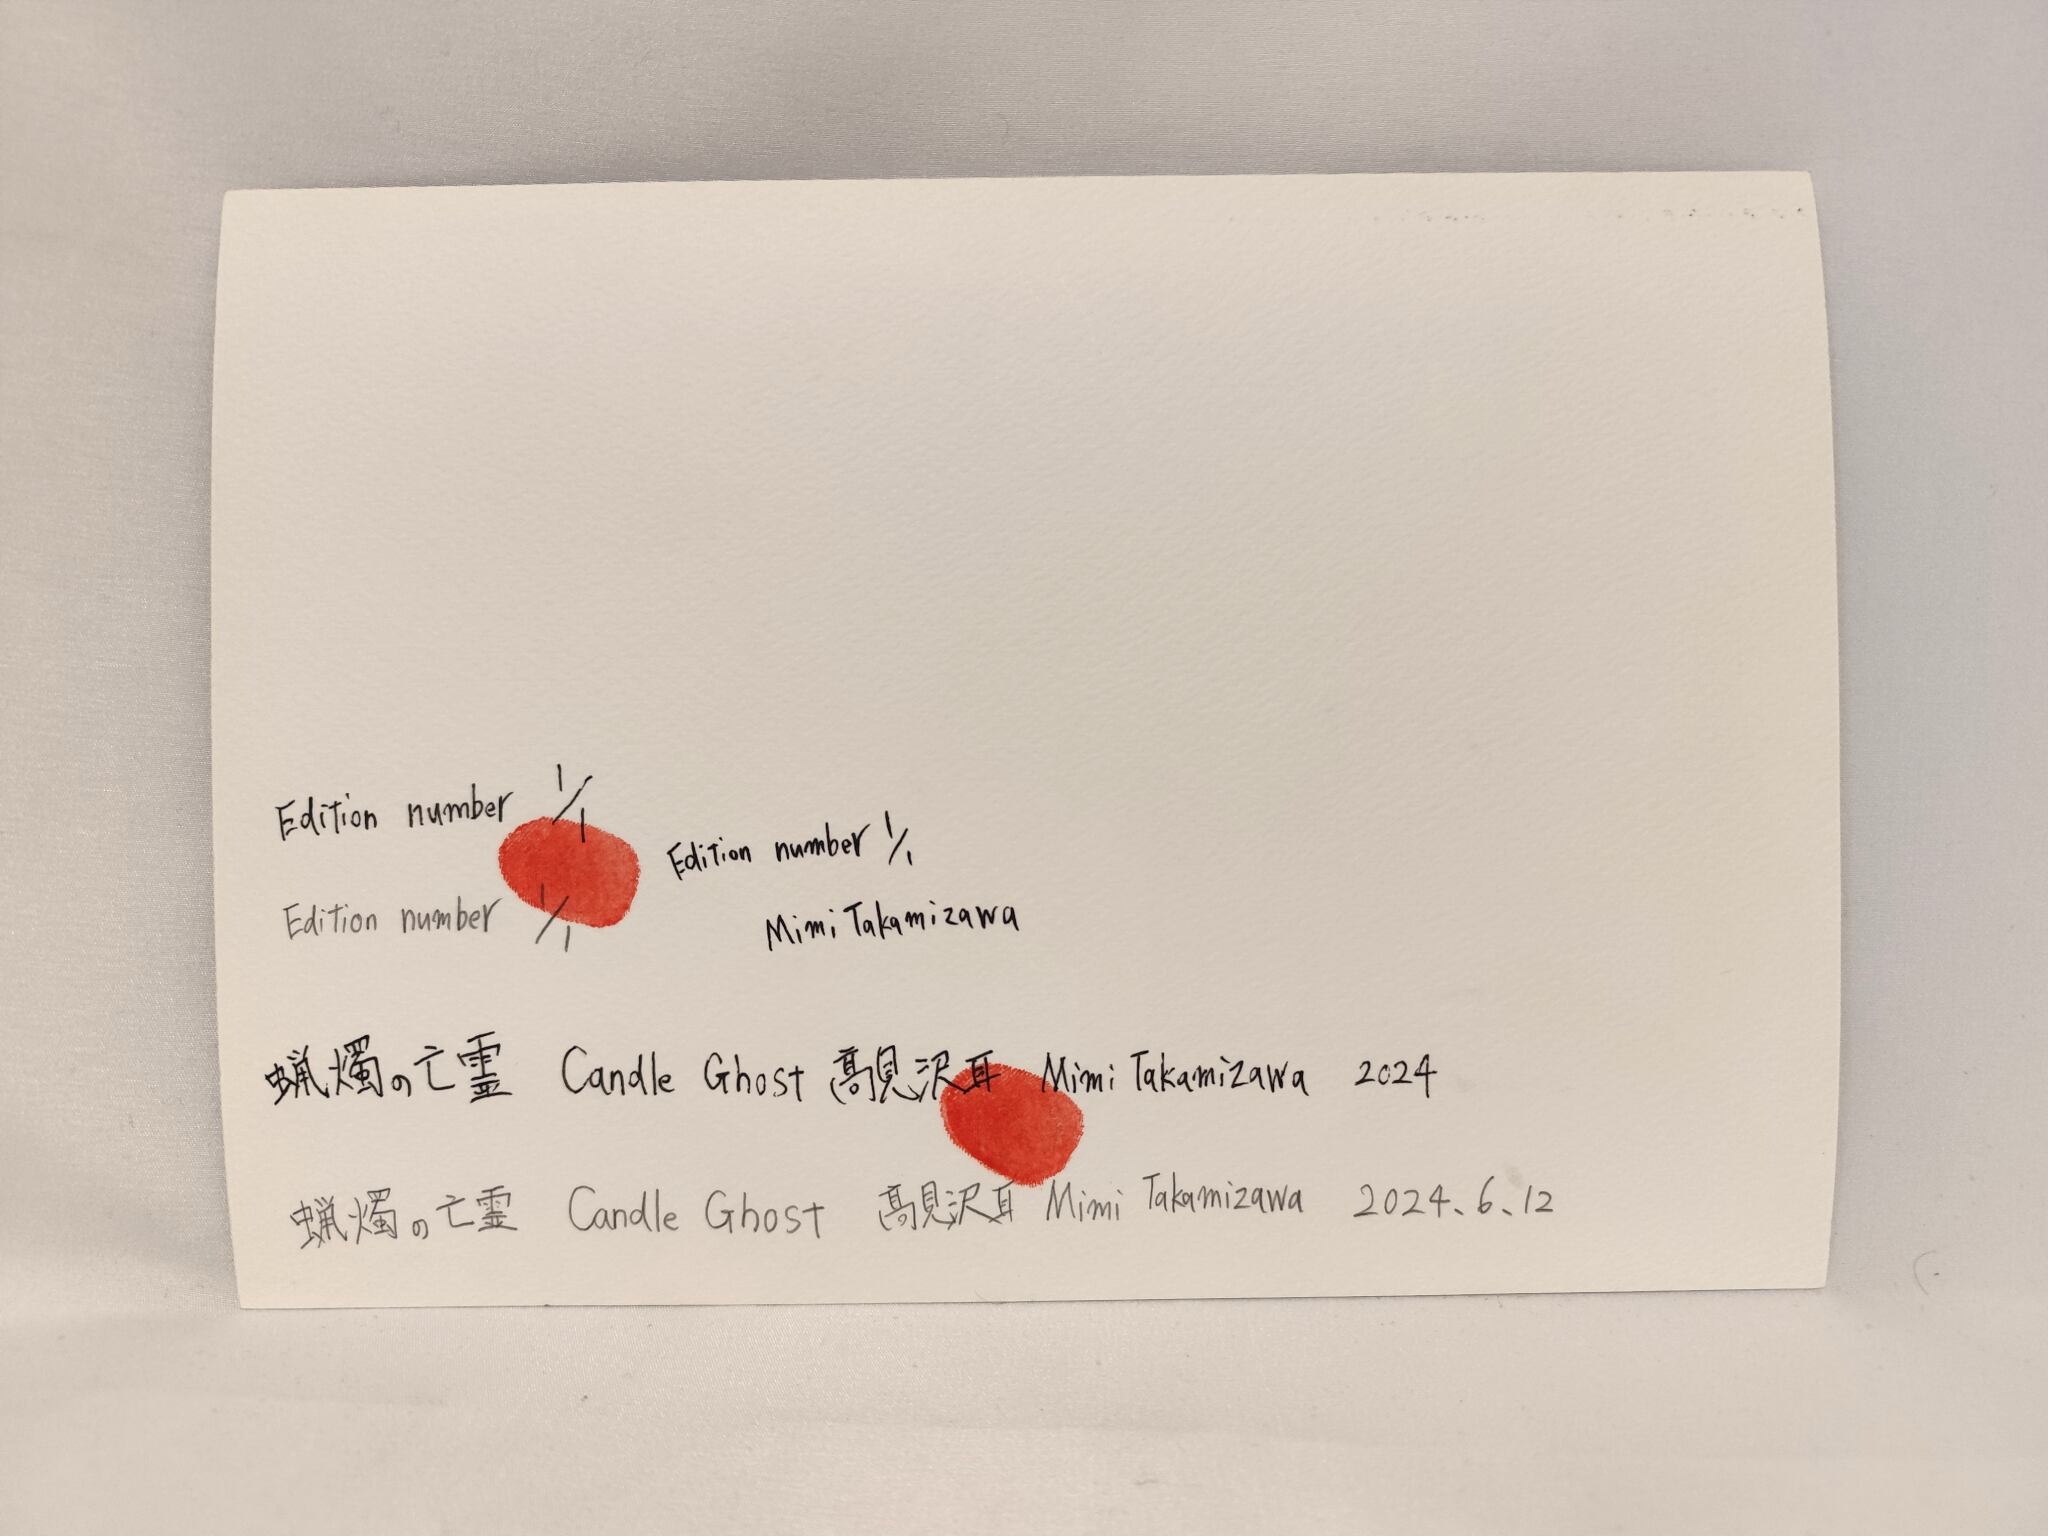 Edition number 1/1
Edition number 1/1
Edition number 1/1
Mimi Takamizawa
蝋燭の亡霊 Candle Ghost 高見沢耳 Mimi Takamizawa 2024
蝋燭の亡霊 Candle Ghost 高見沢耳 Mimi Takamizawa 2024.6.12